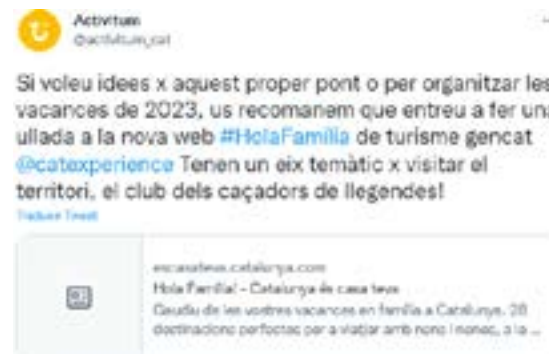 Activitum
@activitum_cat
Si voleu idees x aquest proper pont o per organitzar les
vacances de 2023, us recomanem que entreu a fer una
ullada a la nova web #HolaFamília de turisme gencat
@catexperience Tenen un eix temàtic x visitar el
territori, el club dels caçadors de llegendes!
Traduce Tweet
escasateva.catalunya.com
Hola Família! - Catalunya és casa teva
Gaudiu de les vostres vacances en família a Catalunya. 20
destinacions perfectes per a viatjar amb nens i nenes, a la ...